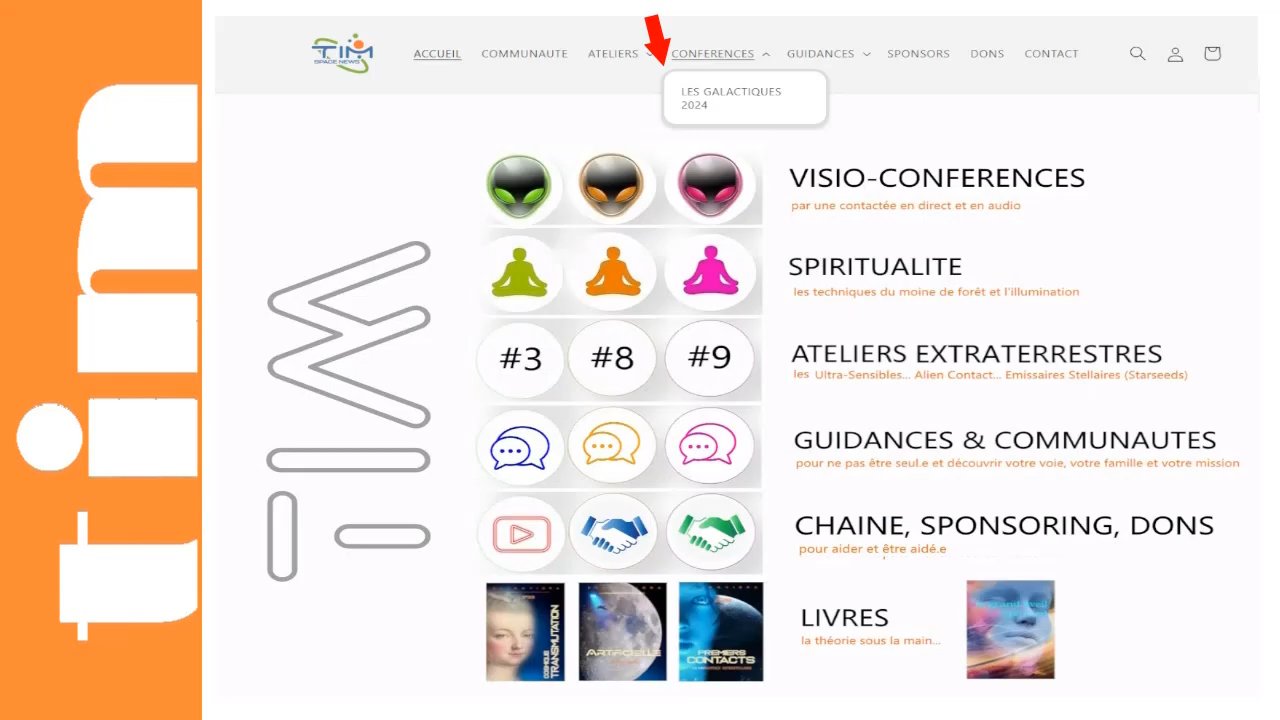 tim
TIM
SPACE NEWS
ACCUEIL
COMMUNAUTE
ATELIERS
CONFERENCES
GUIDANCES
SPONSORS
DONS
CONTACT
LES GALACTIQUES
2024
TIM
VISIO-CONFERENCES
par une contactée en direct et en audio
SPIRITUALITE
les techniques du moine de forêt et l'illumination
#3 #8 #9
ATELIERS EXTRATERRESTRES
les Ultra-Sensibles... Alien Contact... Emissaires Stellaires (Starseeds)
GUIDANCES & COMMUNAUTES
pour ne pas être seul.e et découvrir votre voie, votre famille et votre mission
CHAINE, SPONSORING, DONS
pour aider et être aidé.e
COSMIQUE
TRANSMUTATION
ARTIFICIELLE
PREMIERS
CONTACTS
LIVRES
la théorie sous la main...